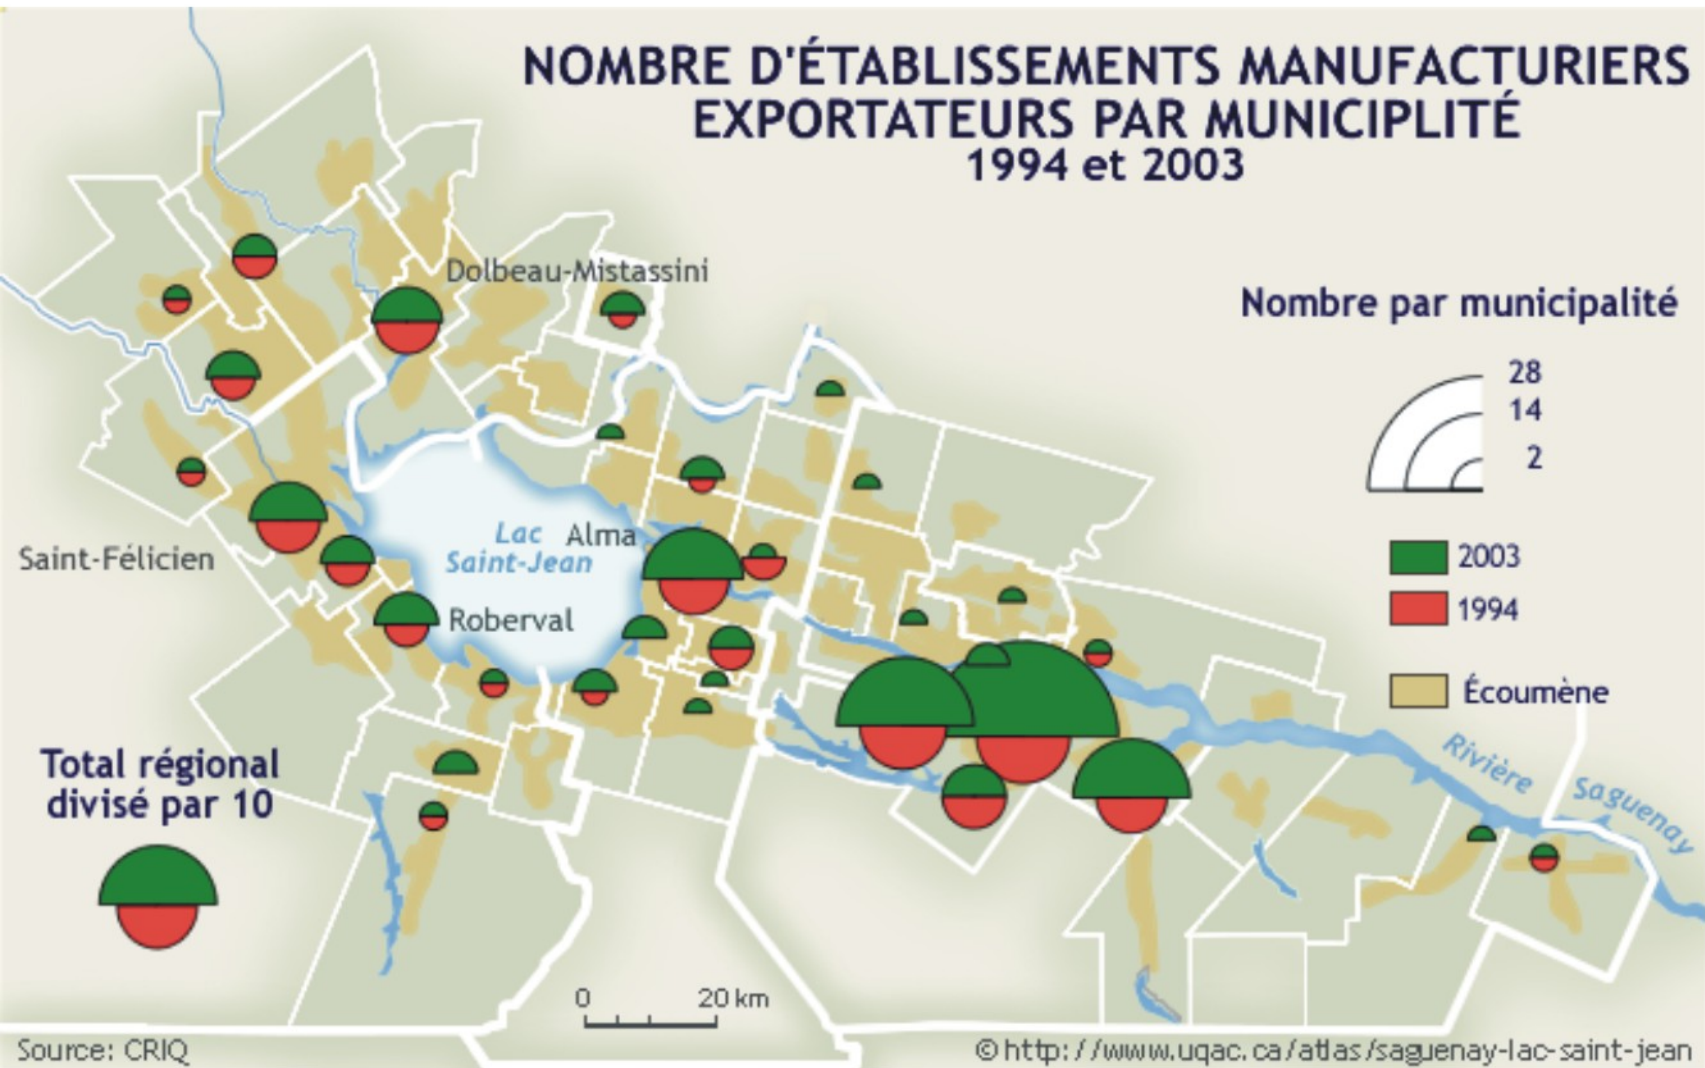 NOMBRE D'ÉTABLISSEMENTS MANUFACTURIERS
EXPORTATEURS PAR MUNICIPLITÉ
1994 et 2003
Dolbeau-Mistassini
Nombre par municipalité
28
14
2
2003
1994
Écoumène
Lac
Saint-Jean
Alma
Saint-Félicien
Roberval
Rivière Saguenay
Total régional
divisé par 10
0 20 km
Source: CRIQ
©http://www.uqac.ca/atlas/saguenay-lac-saint-jean